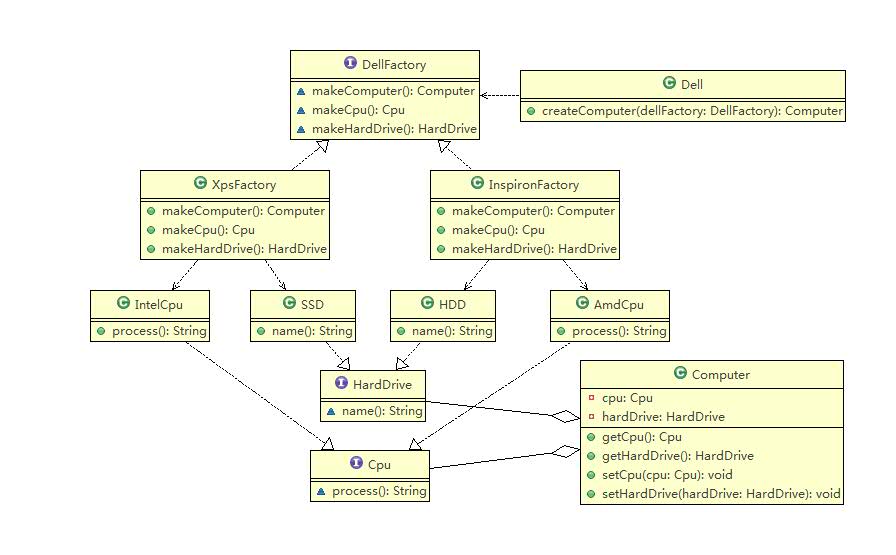 DellFactory
makeComputer(): Computer
makeCpu(): Cpu
makeHardDrive(): HardDrive
Dell
createComputer(dellFactory: DellFactory): Computer
XpsFactory
makeComputer(): Computer
makeCpu(): Cpu
makeHardDrive(): HardDrive
InspironFactory
makeComputer(): Computer
makeCpu(): Cpu
makeHardDrive(): HardDrive
IntelCpu
process(): String
SSD
name(): String
HDD
name(): String
AmdCpu
process(): String
HardDrive
name(): String
Computer
cpu: Cpu
hardDrive: HardDrive
getCpu(): Cpu
getHardDrive(): HardDrive
setCpu(cpu: Cpu): void
setHardDrive(hardDrive: HardDrive): void
Cpu
process(): String